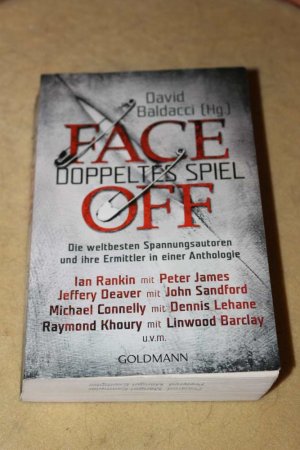 David
Baldacci (Hg.)
FACE
DOPPELTES SPIEL
OFF
Die weltbesten Spannungsautoren
und ihre Ermittler in einer Anthologie
Ian Rankin mit Peter James
Jeffery Deaver mit John Sandford
Michael Connelly mit Dennis Lehane
Raymond Khoury mit Linwood Barclay
u.v.m.
GOLDMANN